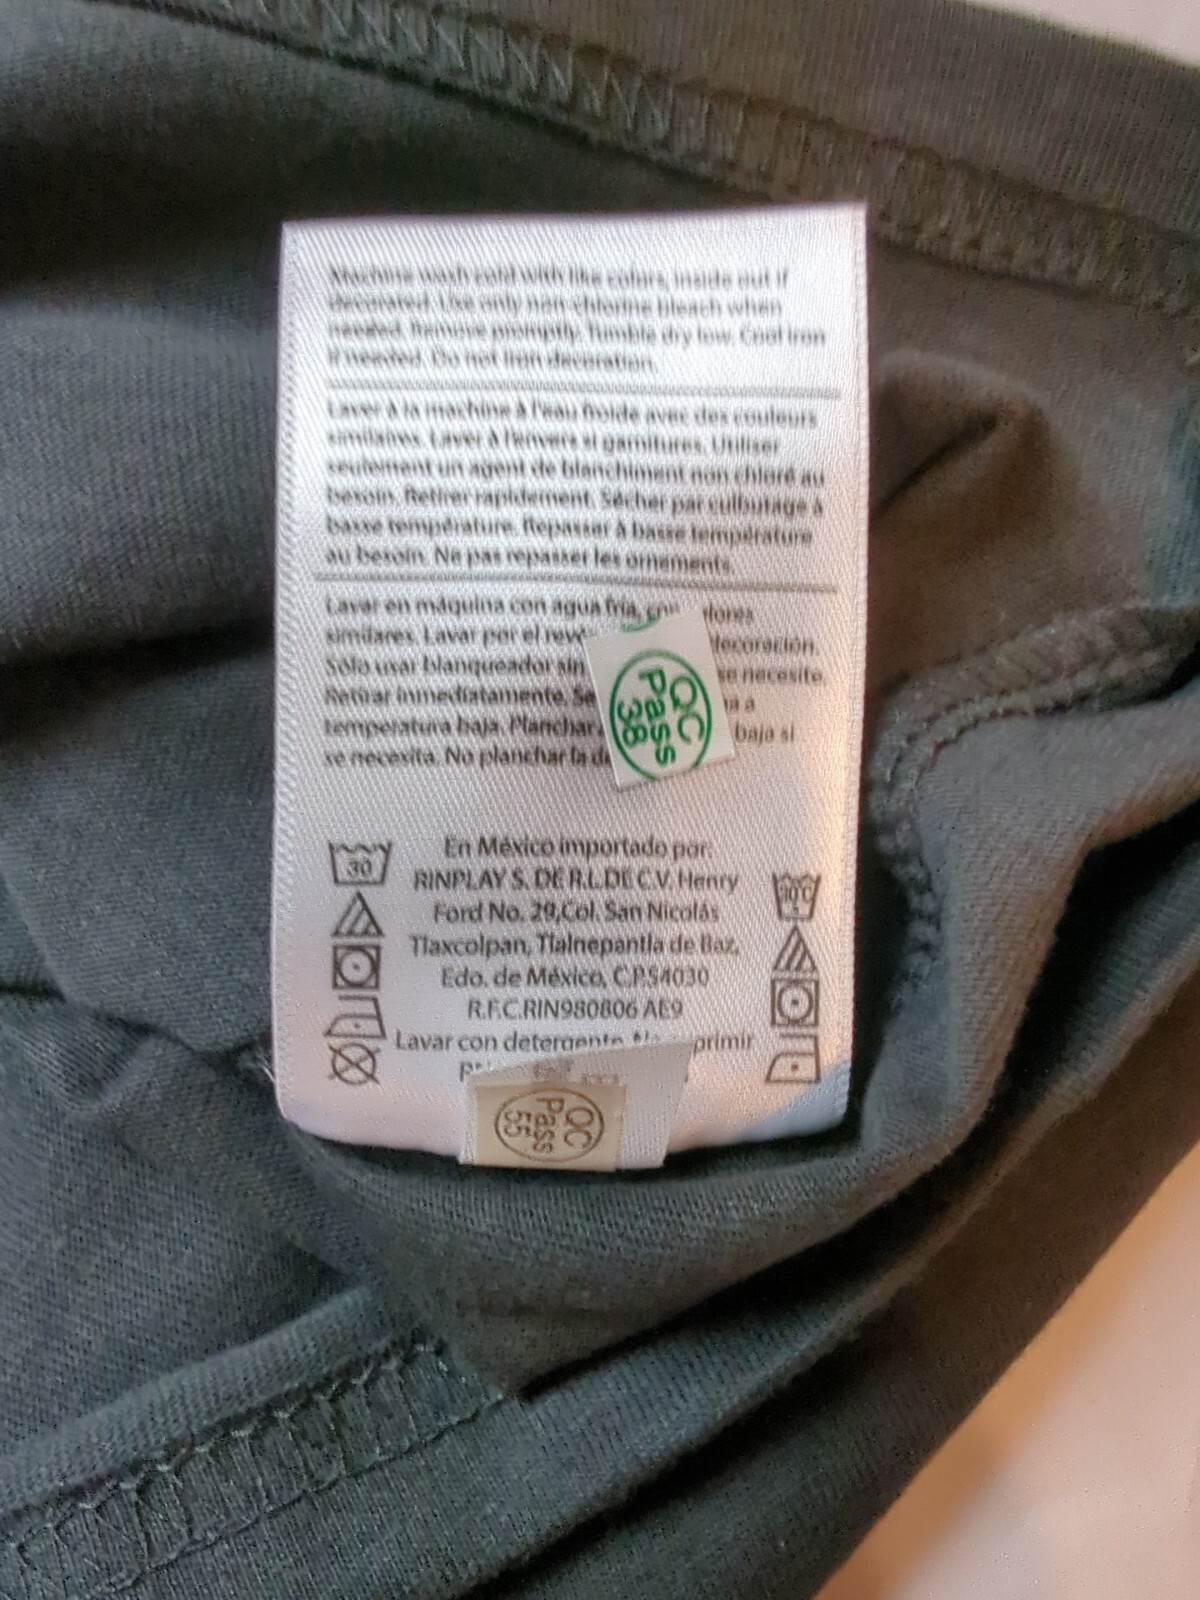 Machine wash cold with like colors, inside out if
decorated. Use only non-chlorine bleach when
needed. Remove promptly. Tumble dry low. Cool iron
if needed. Do not iron decoration.
Laver à la machine à l'eau froide avec des couleurs
similaires. Laver à l'envers si garnitures. Utiliser
seulement un agent de blanchiment non chloré au
besoin. Retirer rapidement. Sécher par culbutage à
basse température. Repasser à basse température
au besoin. Ne pas repasser les ornements.
Lavar en máquina con agua fría, con lores
similares. Lavar por el rev decoración.
Sólo usar blanqueador sin se necesite.
Retirar inmediatamente. Se a a
temperatura baja. Planchar baja si
se necesita. No planchar la de
QC
Pass
38
En México importado por:
RINPLAY S. DE R.L.DE C.V. Henry
Ford No. 29,Col. San Nicolás
Tlaxcolpan, Tlalnepantla de Baz,
Edo. de México, C.P.54030
R.F.C.RIN980806 AE9
Lavar con detergente. primir
30
30°C
QC
Pass
55